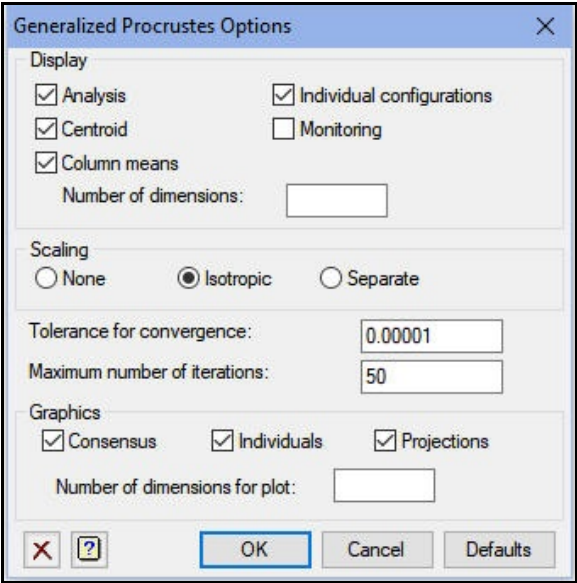 Generalized Procrustes Options
Display
Analysis
Individual configurations
Centroid
Monitoring
Column means
Number of dimensions:
Scaling
None
Isotropic
Separate
Tolerance for convergence: 0.00001
Maximum number of iterations: 50
Graphics
Consensus
Individuals
Projections
Number of dimensions for plot:
?
OK
Cancel
Defaults